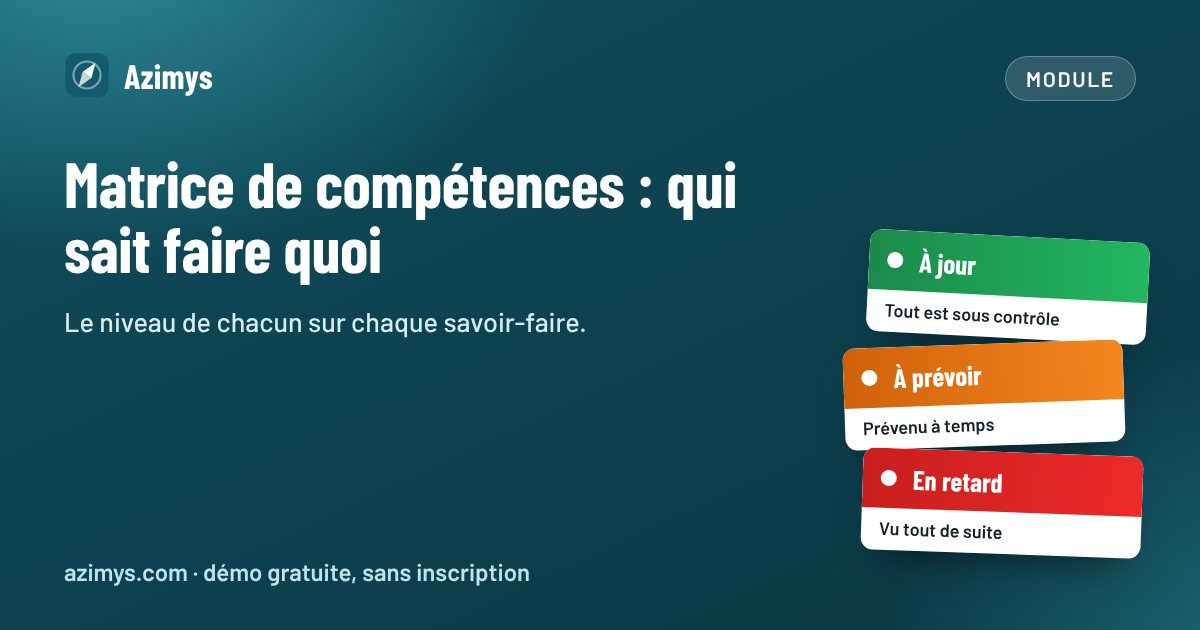 Azimys
MODULE
Matrice de compétences : qui
sait faire quoi
Le niveau de chacun sur chaque savoir-faire.
À jour
Tout est sous contrôle
À prévoir
Prévenu à temps
En retard
Vu tout de suite
azimys.com · démo gratuite, sans inscription